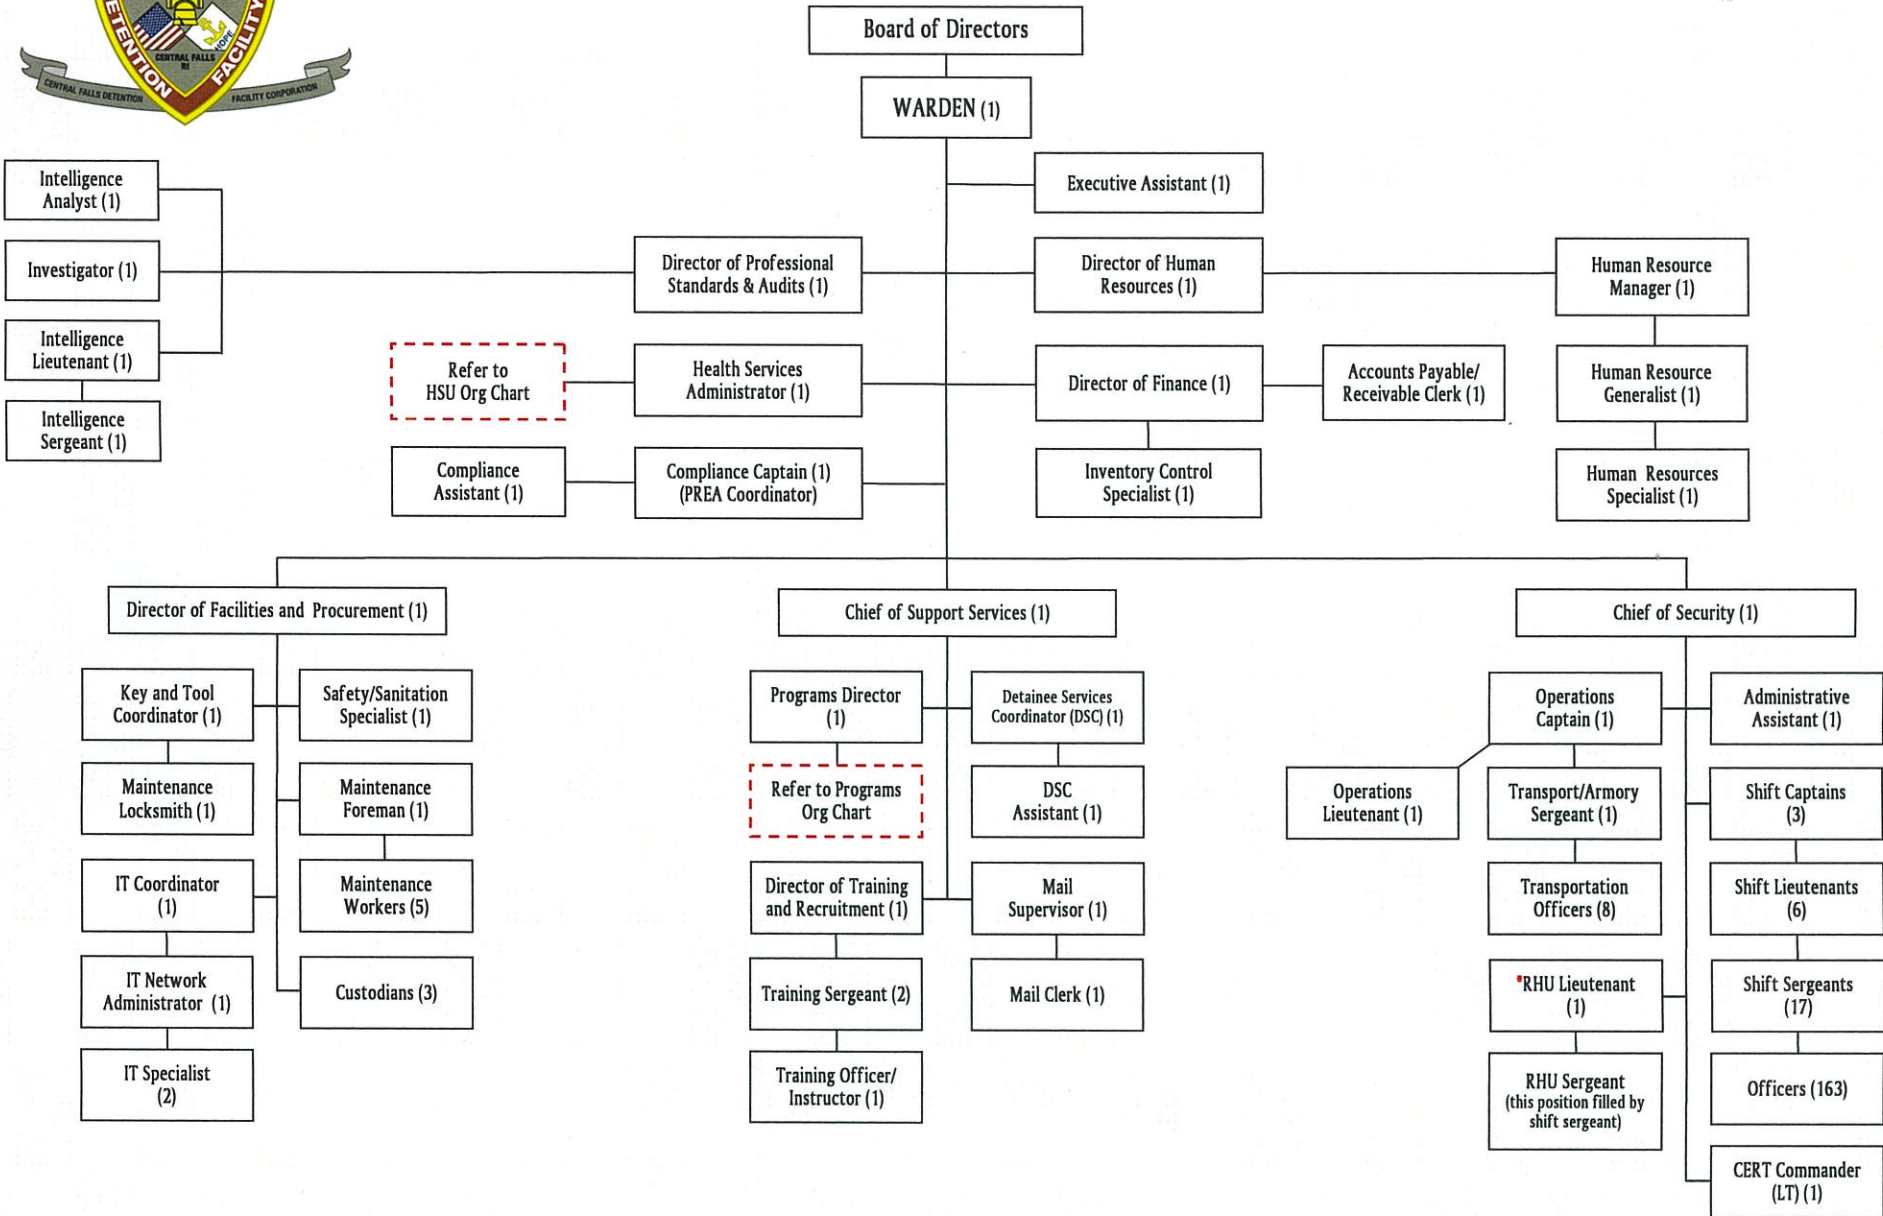 DETENTION FACILITY
HOPE
CENTRAL FALLS
RI
CENTRAL FALLS DETENTION
FACILITY CORPORATION
Board of Directors
WARDEN (1)
Executive Assistant (1)
Intelligence
Analyst (1)
Investigator (1)
Intelligence
Lieutenant (1)
Intelligence
Sergeant (1)
Director of Professional
Standards & Audits (1)
Director of Human
Resources (1)
Human Resource
Manager (1)
Refer to
HSU Org Chart
Health Services
Administrator (1)
Director of Finance (1)
Accounts Payable/
Receivable Clerk (1)
Human Resource
Generalist (1)
Compliance
Assistant (1)
Compliance Captain (1)
(PREA Coordinator)
Inventory Control
Specialist (1)
Human Resources
Specialist (1)
Director of Facilities and Procurement (1)
Key and Tool
Coordinator (1)
Safety/Sanitation
Specialist (1)
Maintenance
Locksmith (1)
Maintenance
Foreman (1)
IT Coordinator
(1)
Maintenance
Workers (5)
IT Network
Administrator (1)
Custodians (3)
IT Specialist
(2)
Chief of Support Services (1)
Programs Director
(1)
Detainee Services
Coordinator (DSC) (1)
Refer to Programs
Org Chart
DSC
Assistant (1)
Director of Training
and Recruitment (1)
Mail
Supervisor (1)
Training Sergeant (2)
Mail Clerk (1)
Training Officer/
Instructor (1)
Chief of Security (1)
Operations
Captain (1)
Administrative
Assistant (1)
Operations
Lieutenant (1)
Transport/Armory
Sergeant (1)
Shift Captains
(3)
Transportation
Officers (8)
Shift Lieutenants
(6)
*RHU Lieutenant
(1)
Shift Sergeants
(17)
RHU Sergeant
(this position filled by
shift sergeant)
Officers (163)
CERT Commander
(LT) (1)